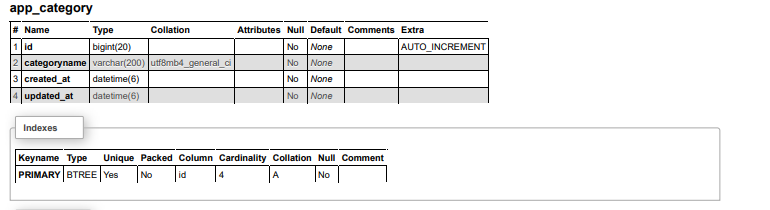 app_category
# Name Type Collation Attributes Null Default Comments Extra
1 id bigint(20) No None AUTO_INCREMENT
2 categoryname varchar(200) utf8mb4_general_ci No None
3 created_at datetime(6) No None
4 updated_at datetime(6) No None
Indexes
Keyname Type Unique Packed Column Cardinality Collation Null Comment
PRIMARY BTREE Yes No id 4 A No